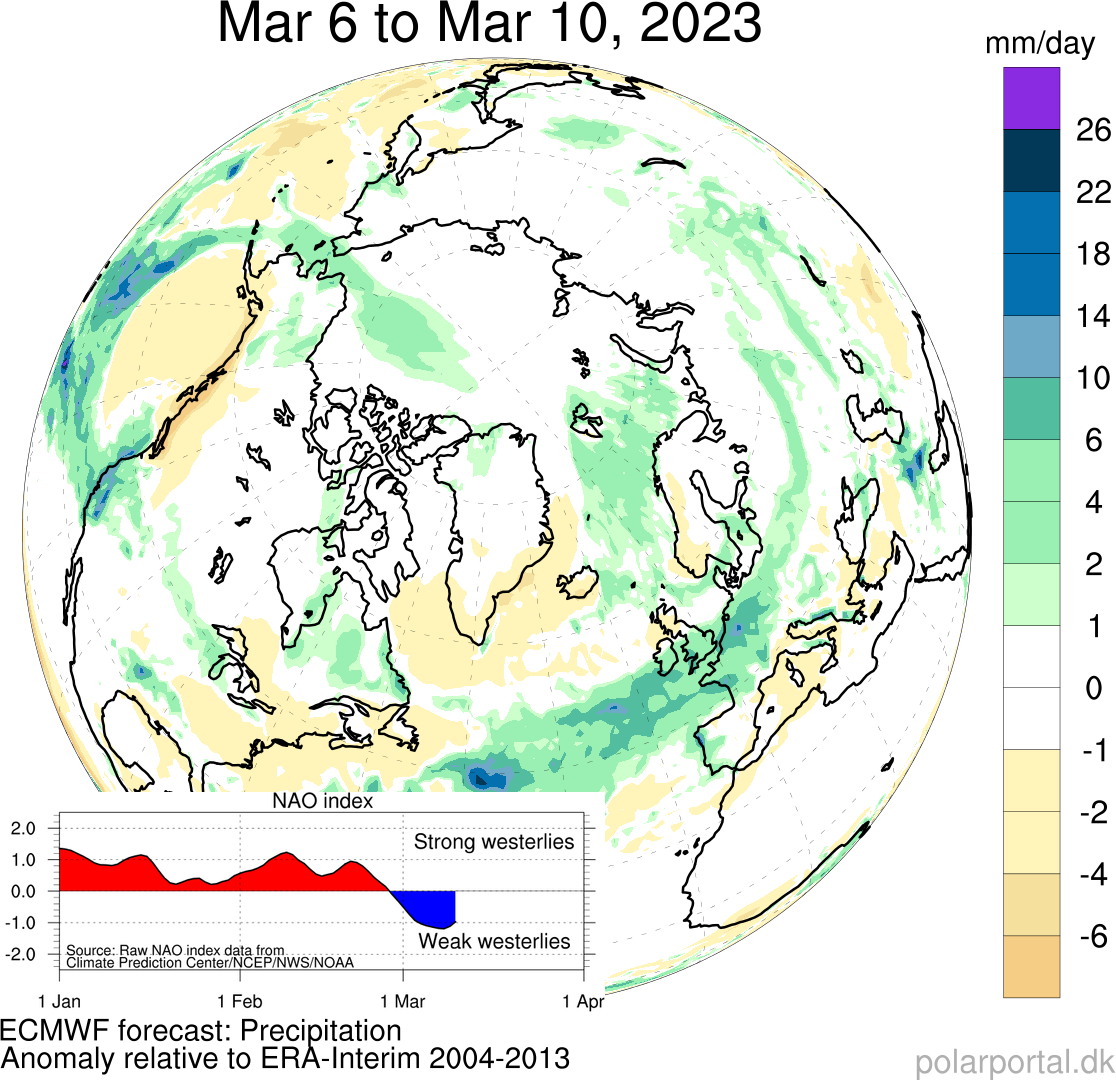 Mar 6 to Mar 10, 2023
mm/day
26
22
18
14
10
6
4
2
1
0
-1
-2
-4
-6
NAO index
2.0
1.0
0.0
-1.0
-2.0
Strong westerlies
Weak westerlies
Source: Raw NAO index data from
Climate Prediction Center/NCEP/NWS/NOAA
1 Jan
1 Feb
1 Mar
1 Apr
ECMWF forecast: Precipitation
Anomaly relative to ERA-Interim 2004-2013
polarportal.dk